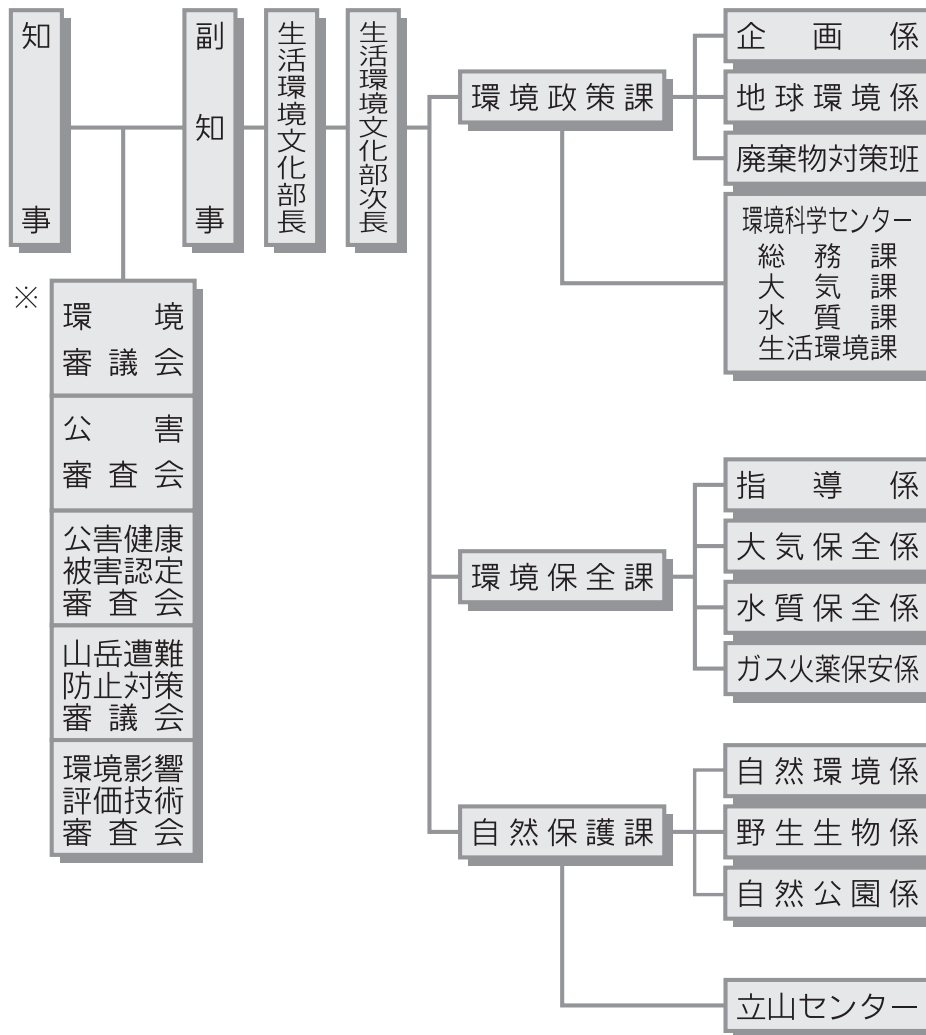 知事
副知事
生活環境文化部長
生活環境文化部次長
※
環境
審議会
公害
審査会
公害健康
被害認定
審査会
山岳遭難
防止対策
審議会
環境影響
評価技術
審査会
環境政策課
企画係
地球環境係
廃棄物対策班
環境科学センター
総務課
大気課
水質課
生活環境課
環境保全課
指導係
大気保全係
水質保全係
ガス火薬保安係
自然保護課
自然環境係
野生生物係
自然公園係
立山センター